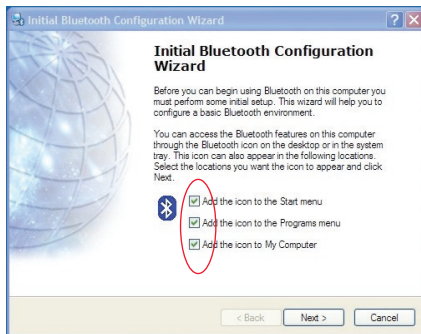 Initial Bluetooth Configuration Wizard
Initial Bluetooth Configuration
Wizard
Before you can begin using Bluetooth on this computer you
must perform some initial setup. This wizard will help you to
configure a basic Bluetooth environment.
You can access the Bluetooth features on this computer
through the Bluetooth icon on the desktop or in the system
tray. This icon can also appear in the following locations.
Select the locations you want the icon to appear and click
Next.
Add the icon to the Start menu
Add the icon to the Programs menu
Add the icon to My Computer
< Back
Next >
Cancel